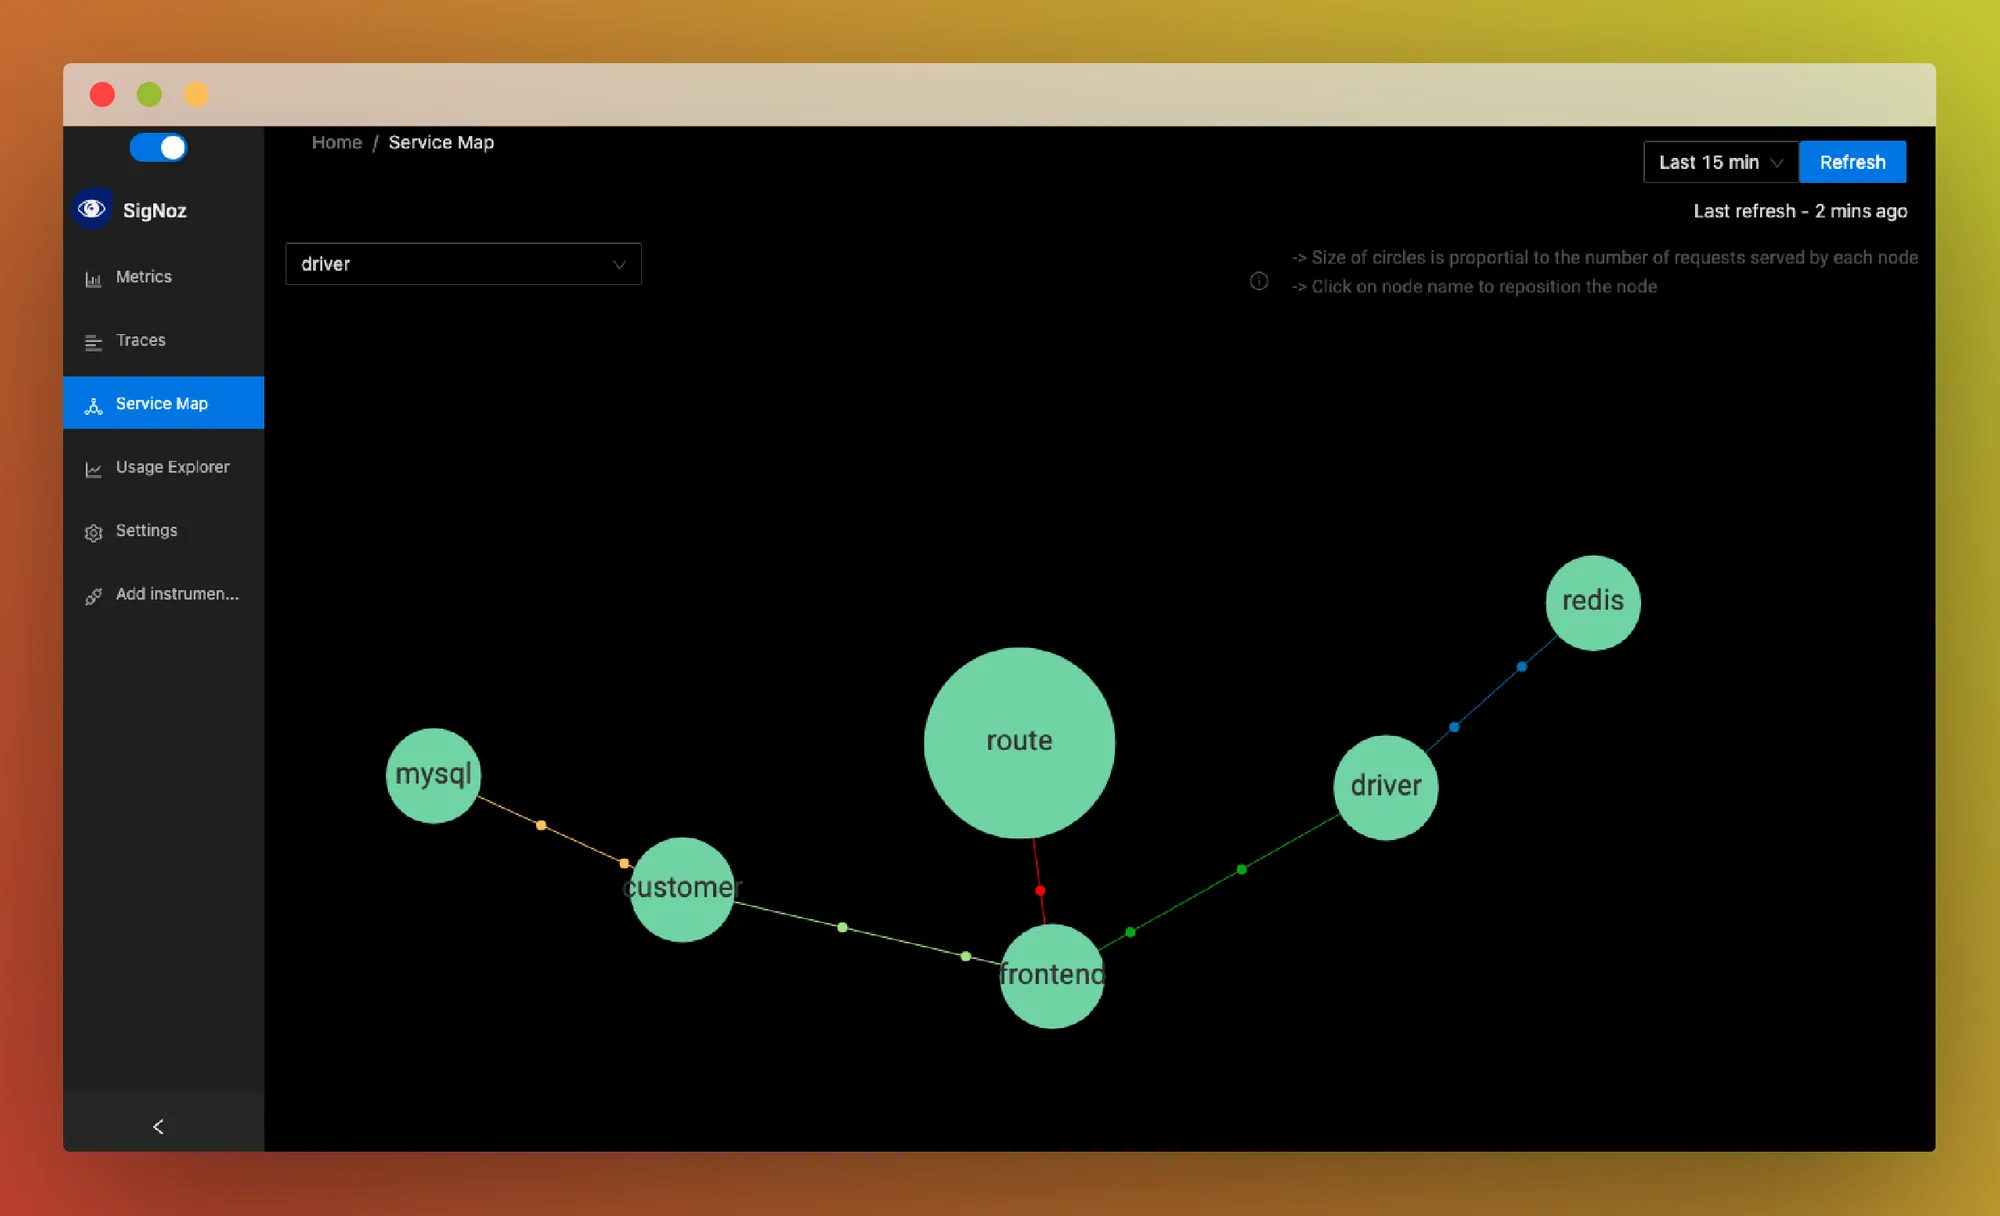 Home / Service Map
Last 15 min
Refresh
SigNoz
Last refresh - 2 mins ago
driver
-> Size of circles is proportial to the number of requests served by each node
-> Click on node name to reposition the node
Metrics
Traces
Service Map
Usage Explorer
Settings
Add instrumen...
redis
route
mysql
driver
customer
frontend